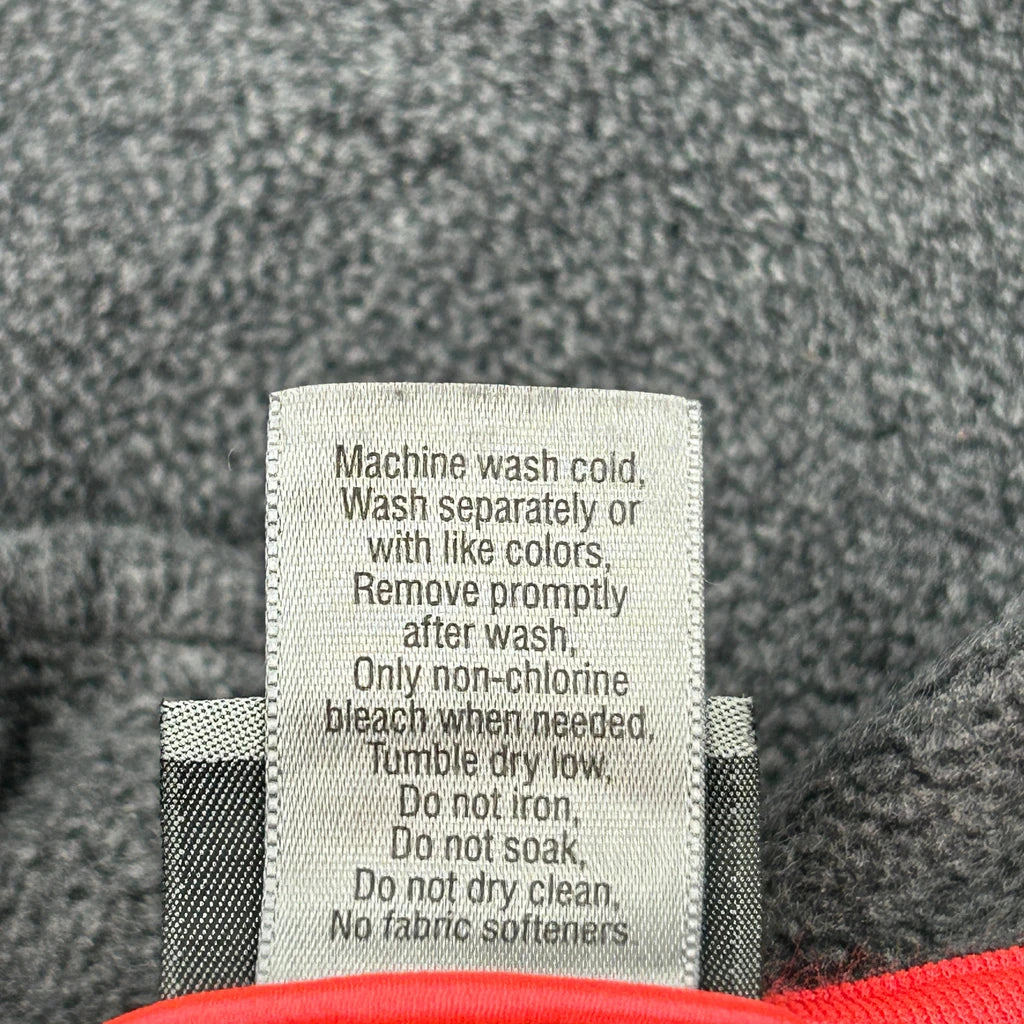 Machine wash cold.
Wash separately or
with like colors,
Remove promptly
after wash,
Only non-chlorine
bleach when needed.
Tumble dry low,
Do not iron,
Do not soak,
Do not dry clean.
No fabric softeners.